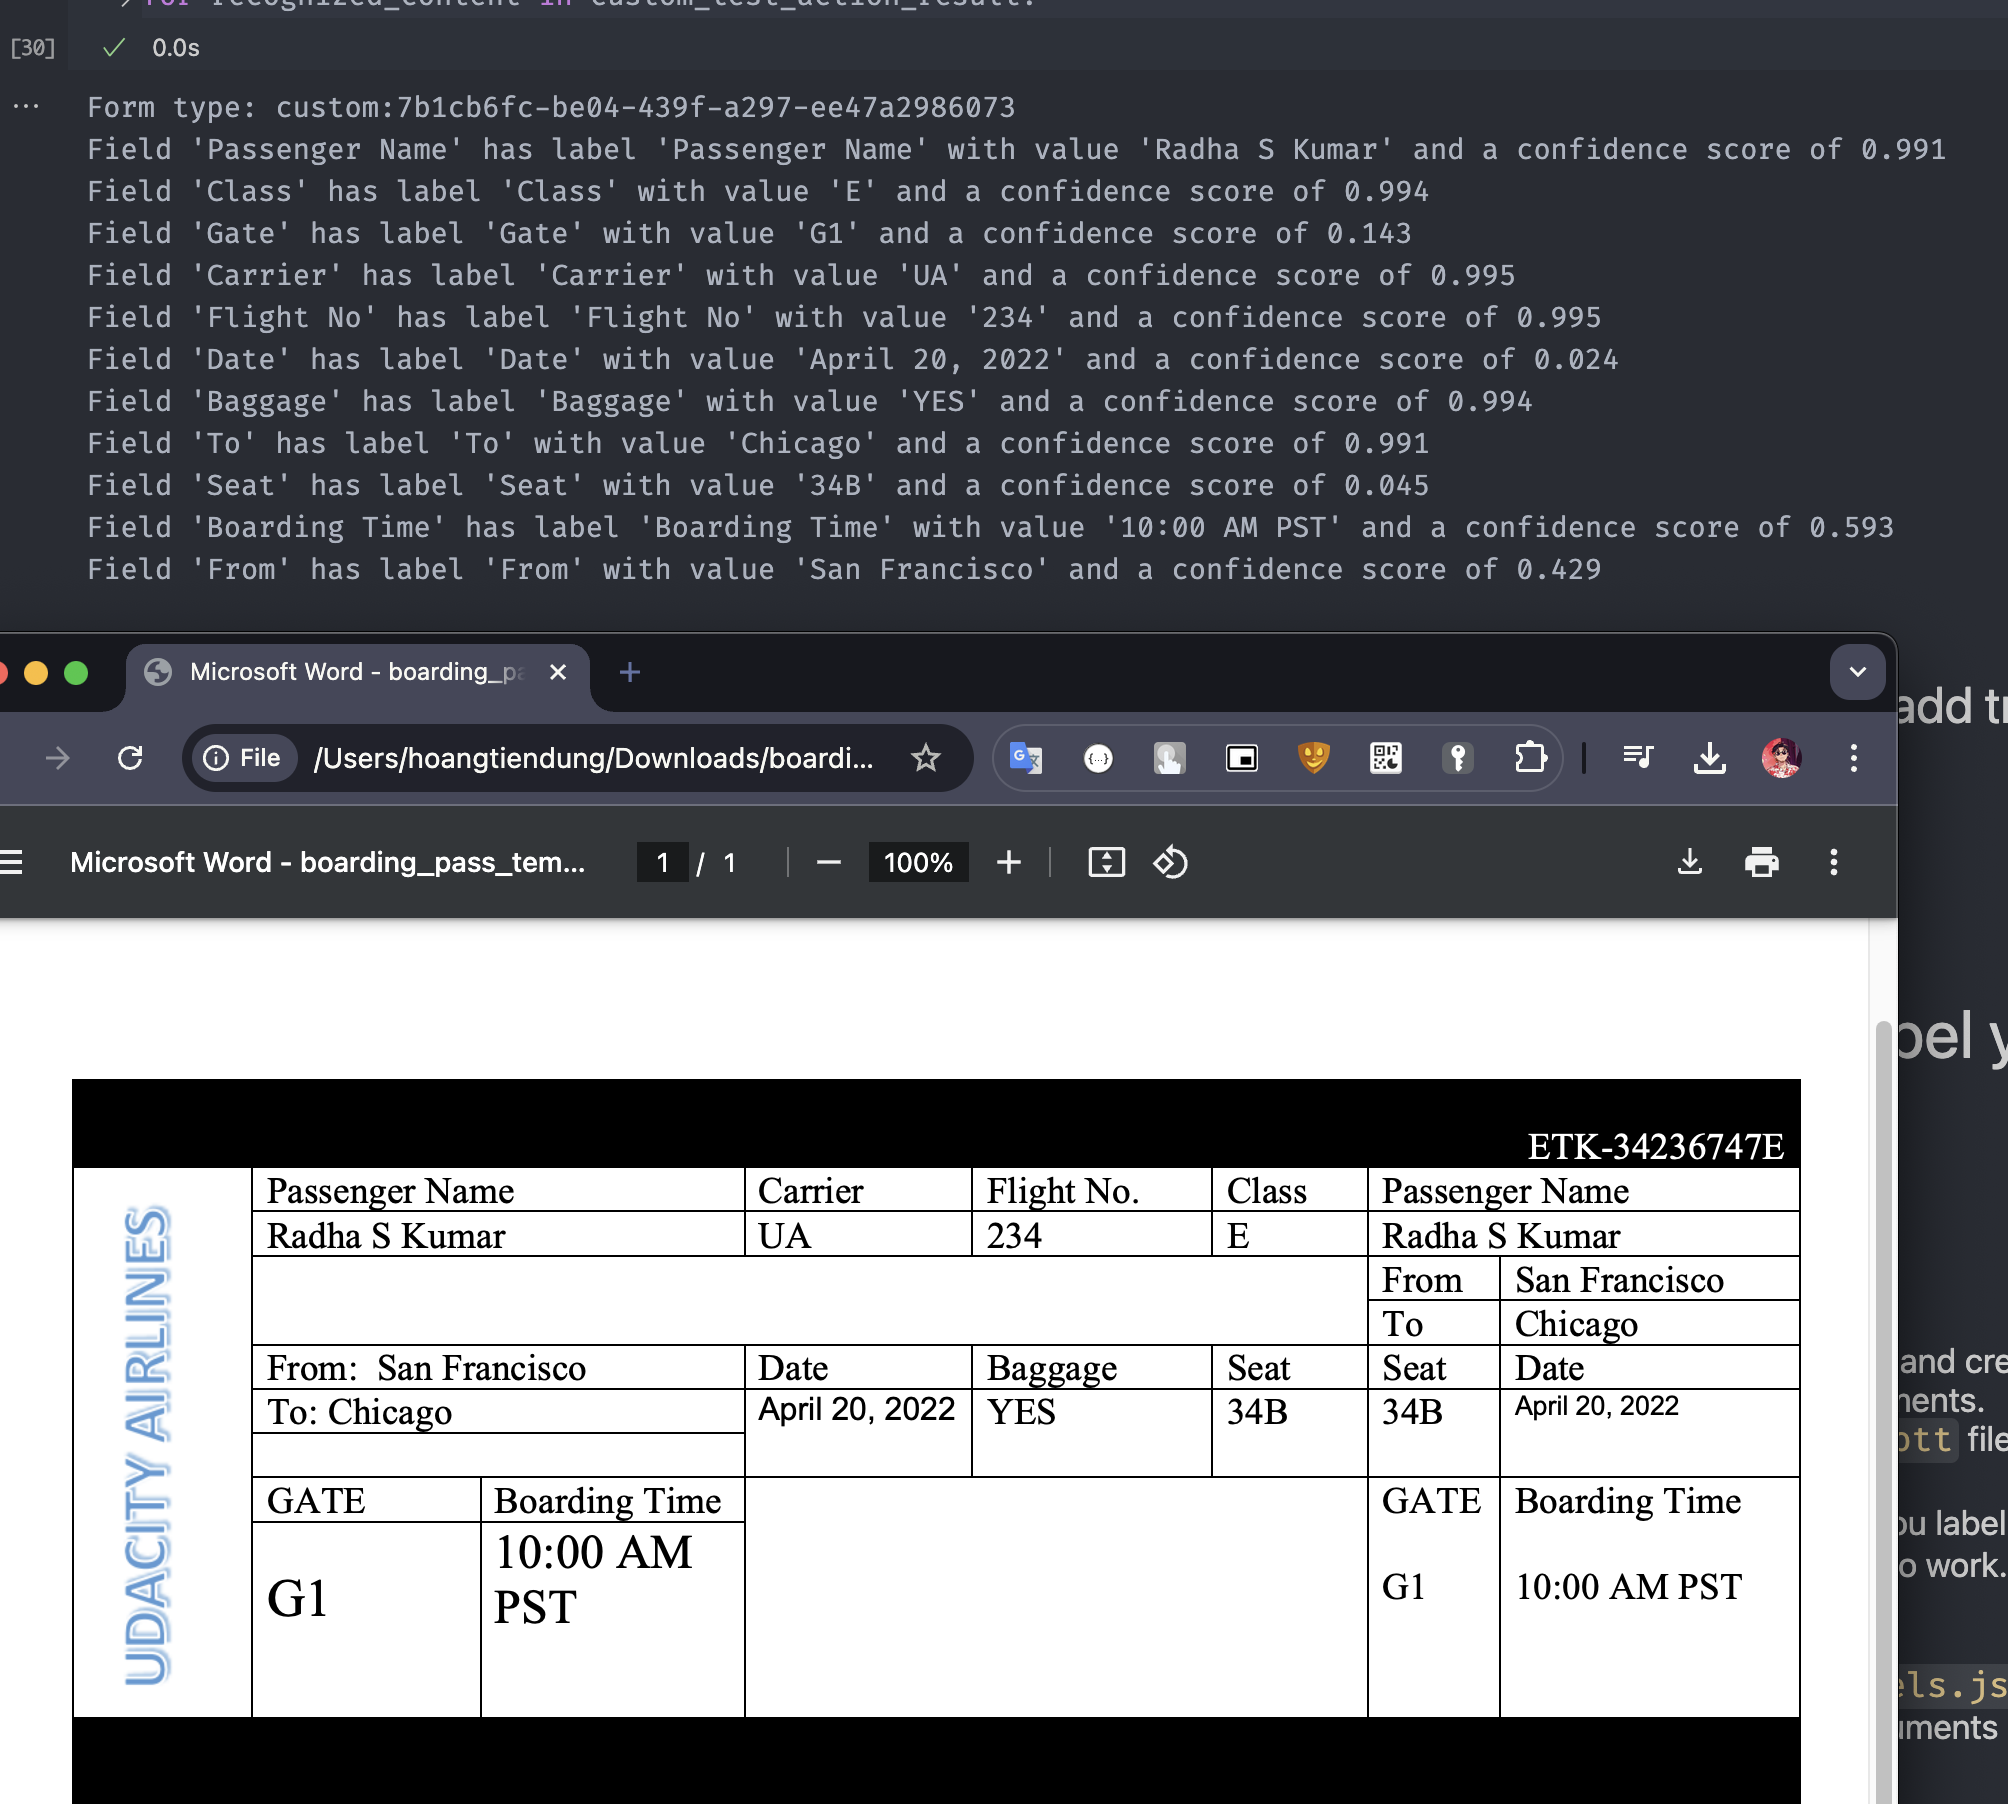 for recognized_content in custom_test_action_result:
[30] 0.0s
... Form type: custom:7b1cb6fc-be04-439f-a297-ee47a2986073
Field 'Passenger Name' has label 'Passenger Name' with value 'Radha S Kumar' and a confidence score of 0.991
Field 'Class' has label 'Class' with value 'E' and a confidence score of 0.994
Field 'Gate' has label 'Gate' with value 'G1' and a confidence score of 0.143
Field 'Carrier' has label 'Carrier' with value 'UA' and a confidence score of 0.995
Field 'Flight No' has label 'Flight No' with value '234' and a confidence score of 0.995
Field 'Date' has label 'Date' with value 'April 20, 2022' and a confidence score of 0.024
Field 'Baggage' has label 'Baggage' with value 'YES' and a confidence score of 0.994
Field 'To' has label 'To' with value 'Chicago' and a confidence score of 0.991
Field 'Seat' has label 'Seat' with value '34B' and a confidence score of 0.045
Field 'Boarding Time' has label 'Boarding Time' with value '10:00 AM PST' and a confidence score of 0.593
Field 'From' has label 'From' with value 'San Francisco' and a confidence score of 0.429
Microsoft Word - boarding_pa
add tr
File /Users/hoangtiendung/Downloads/boardi...
Microsoft Word - boarding_pass_tem... 1 / 1 100%
bel y
ETK-34236747E
UDACITY AIRLINES
Passenger Name Carrier Flight No. Class Passenger Name
Radha S Kumar UA 234 E Radha S Kumar
From San Francisco
To Chicago
From: San Francisco Date Baggage Seat Seat Date
To: Chicago April 20, 2022 YES 34B 34B April 20, 2022
GATE Boarding Time GATE Boarding Time
G1 10:00 AM PST G1 10:00 AM PST
and cre
ments.
ott file
ou label
o work.
els.js
uments